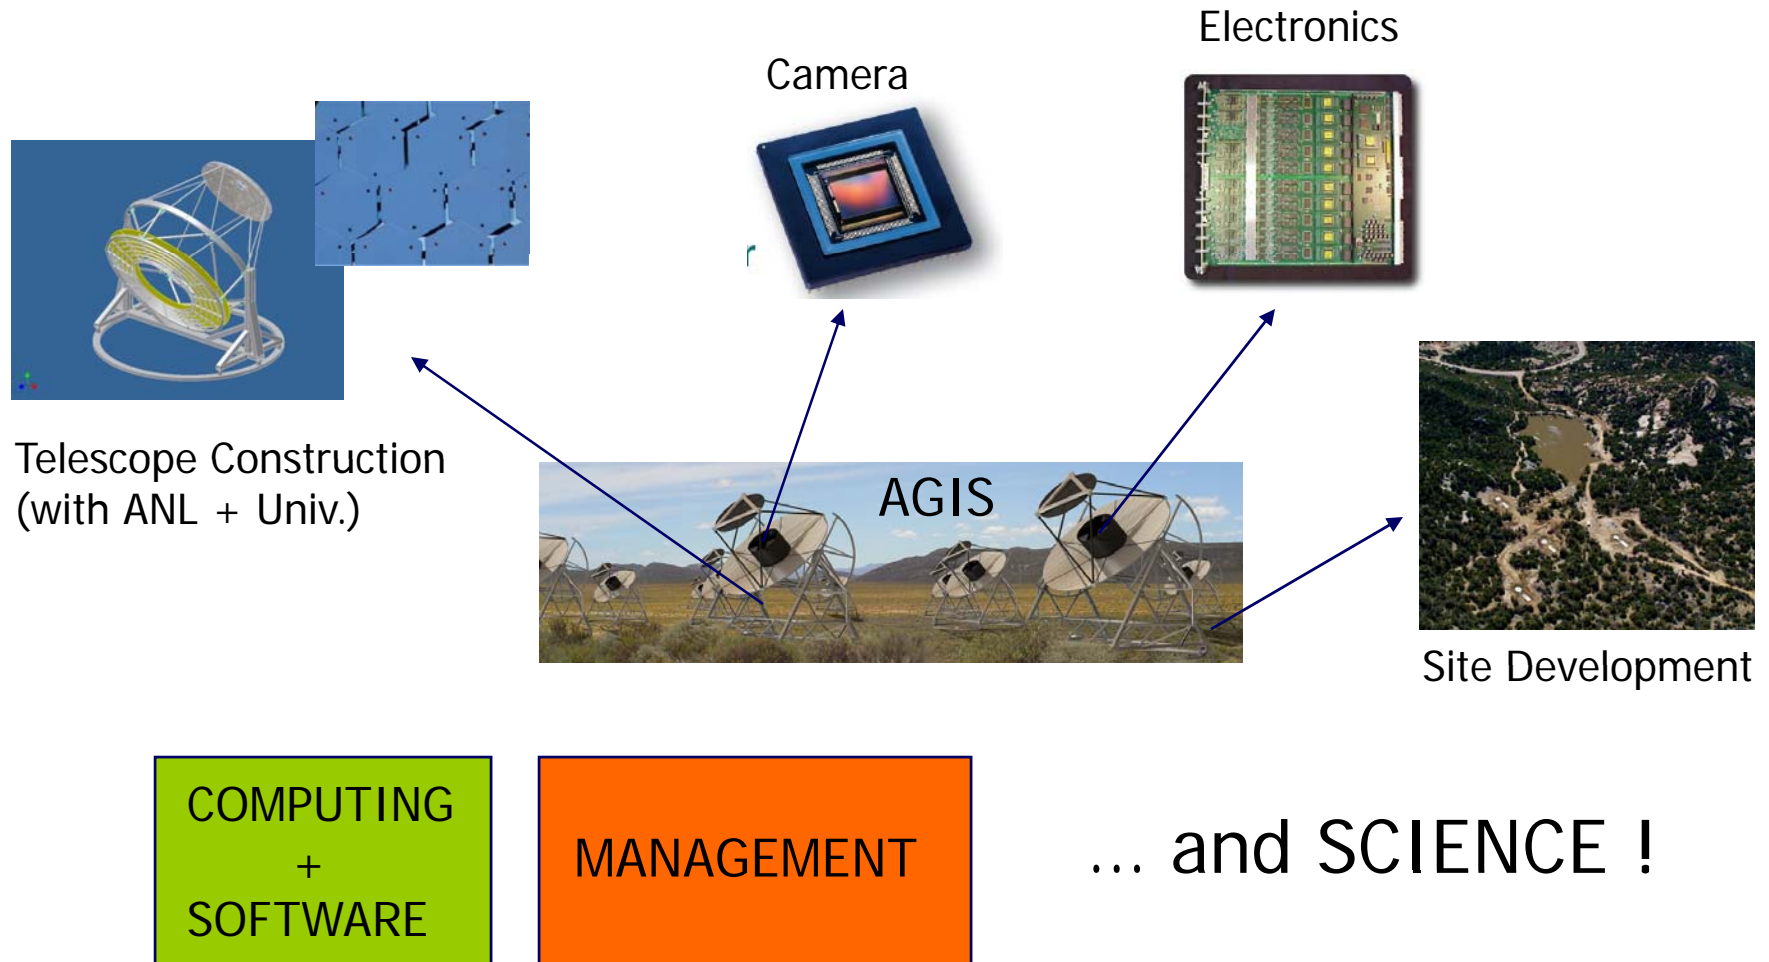 Electronics
Camera
Telescope Construction
(with ANL + Univ.)
AGIS
Site Development
COMPUTING
+
SOFTWARE
MANAGEMENT
... and SCIENCE !